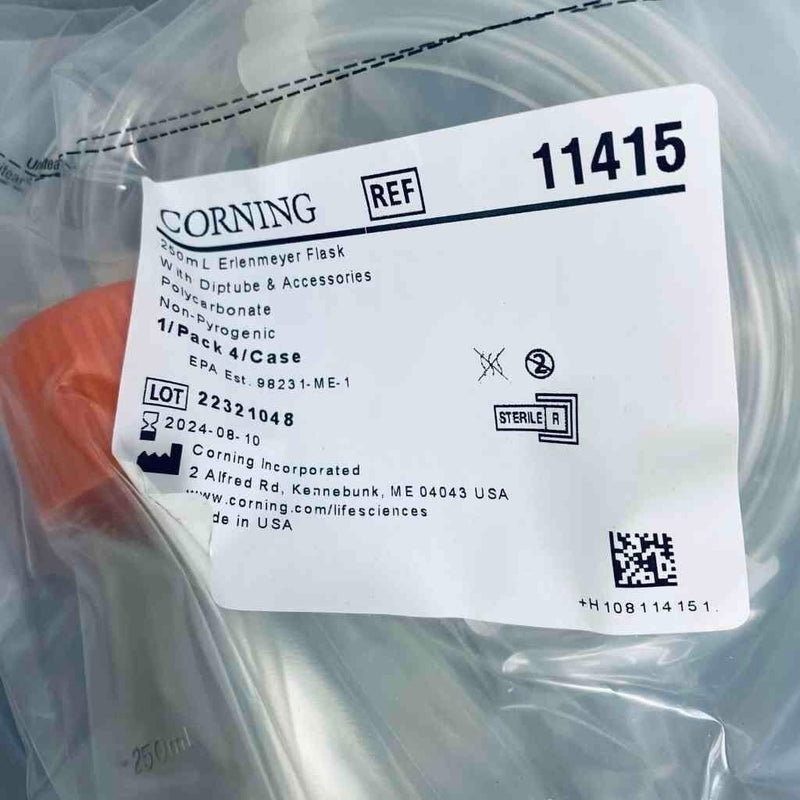 CORNING REF 11415
250mL Erlenmeyer Flask
With Diptube & Accessories
Polycarbonate
Non-Pyrogenic
1/Pack 4/Case
EPA Est. 98231-ME-1
LOT 22321048
2
STERILE R
2024-08-10
Corning Incorporated
2 Alfred Rd, Kennebunk, ME 04043 USA
www.corning.com/lifesciences
de in USA
+H108114151.
250ml